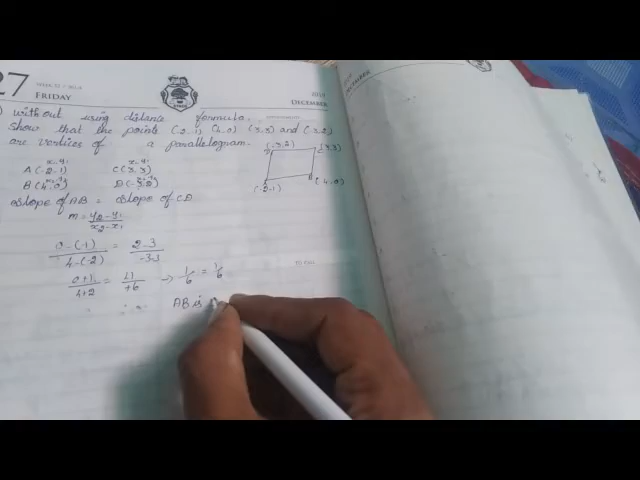 27
FRIDAY
2019
DECEMBER
without using distance formula,
show that the points (-2-1) (4.0) (3.3) and (-3.2)
are vertices of a parallelogram.
(-3,2) (3,3)
(-2-1) (4,0)
A(-2-1) C(3.3)
B(4.0) D(-3.2)
slope of AB = slope of CD
m = y2-y1
x2-x1
0-(-1) = 2-3
4-(-2) -3-3
0+1 = +1
4+2 +6
→ 1/6 = 1/6
AB is